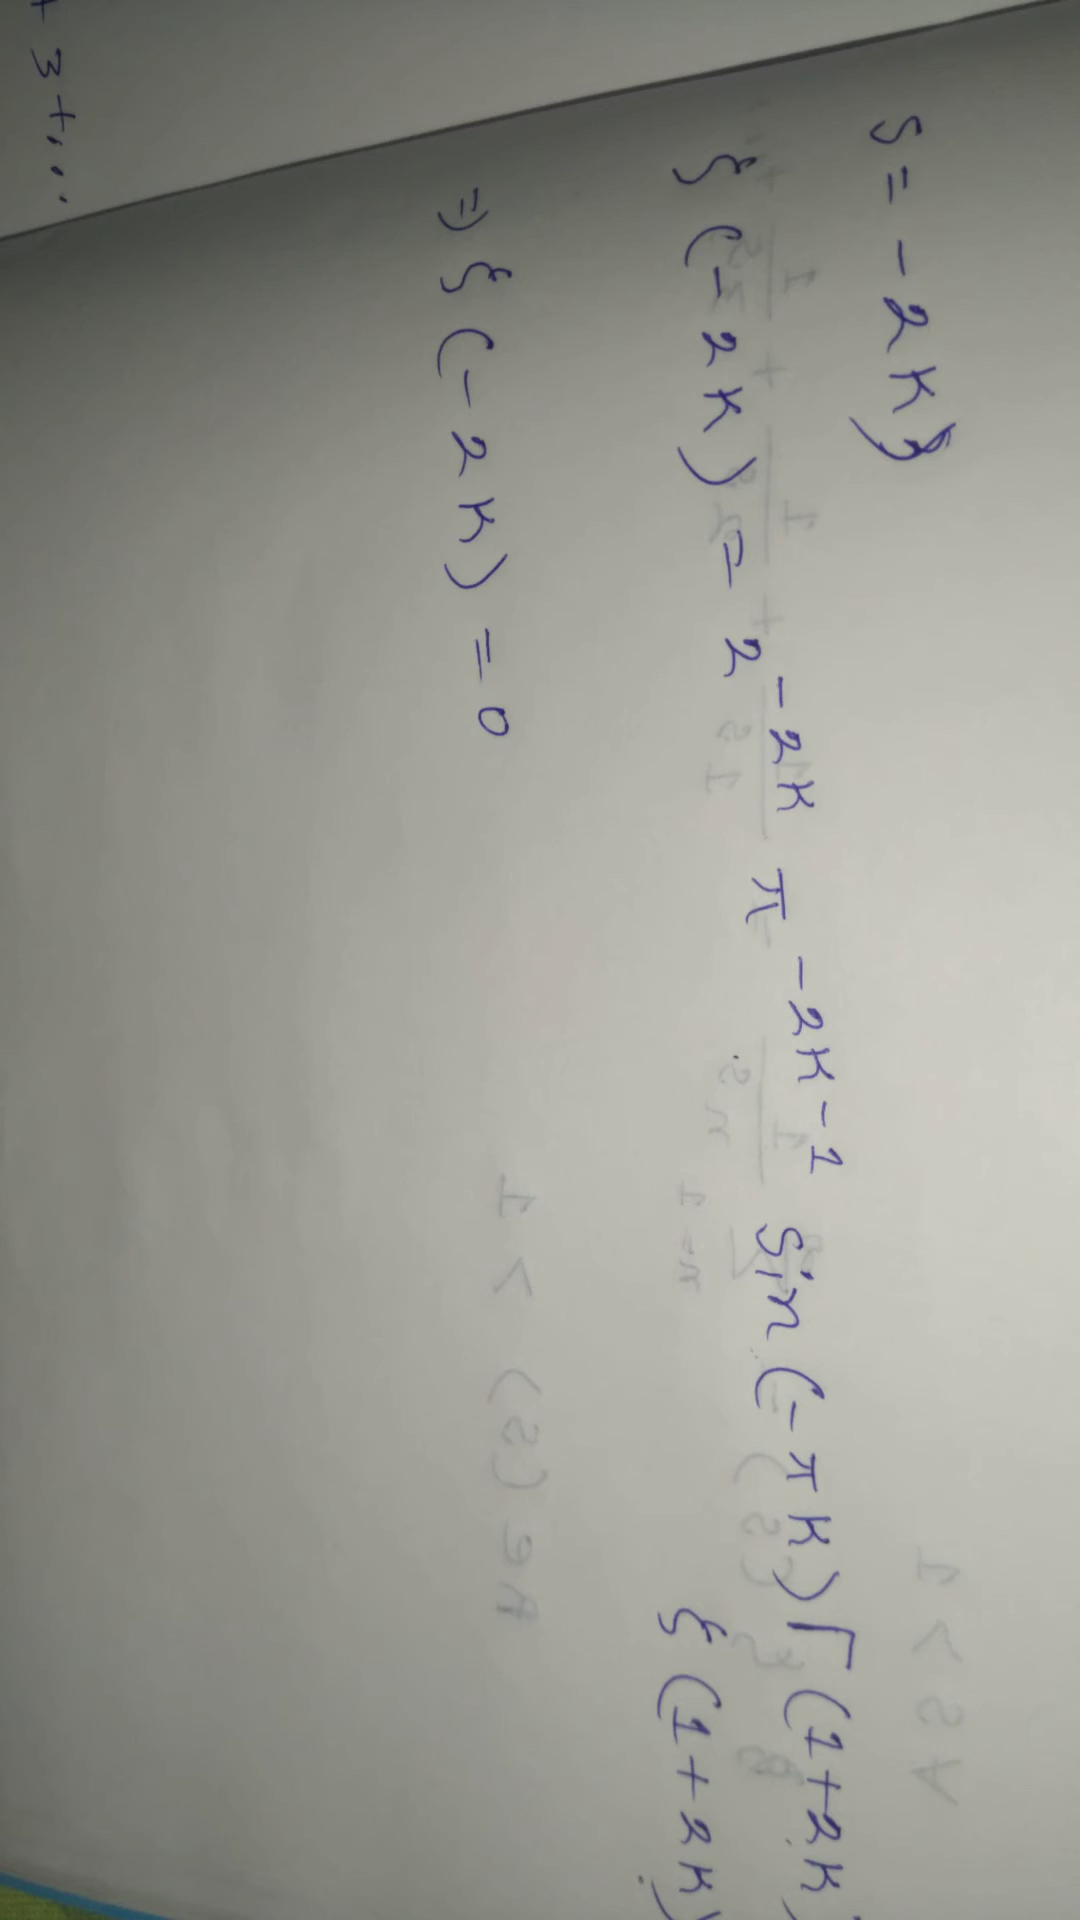 s = -2k
ξ(-2k) = 2^{-2k} π^{-2k-1} sin(-πk) Γ(1+2k)
ξ(1+2k)
⇒ ξ(-2k) = 0
+ 3 + ...